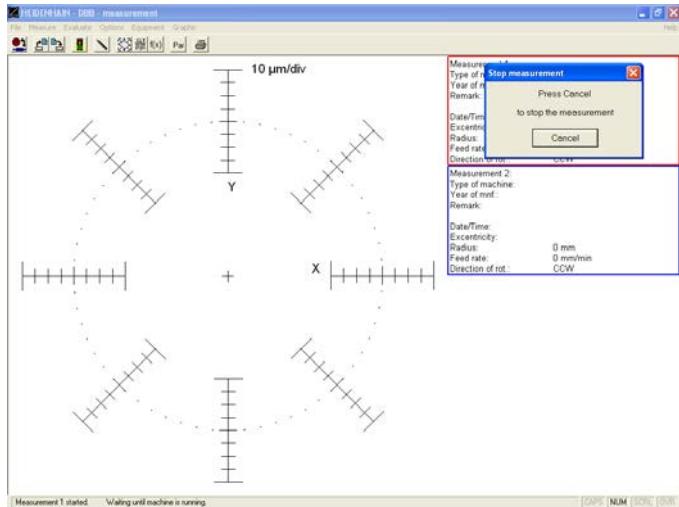 HEIDENHAIN - DBB - measurement
File Measure Evaluate Options Equipment Graphic Help
f(x) Par
10 µm/div
Y
X
Measurement 1:
Type of
Year of
Remark:
Date/Time
Excentric
Radius:
Feed rate
Direction of rot.: CCW
Stop measurement
Press Cancel
to stop the measurement
Cancel
Measurement 2:
Type of machine:
Year of mnf.:
Remark:
Date/Time:
Excentricity:
Radius: 0 mm
Feed rate: 0 mm/min
Direction of rot.: CCW
Measurement 1 started. Waiting until machine is running.
CAPS NUM SCRL OVR